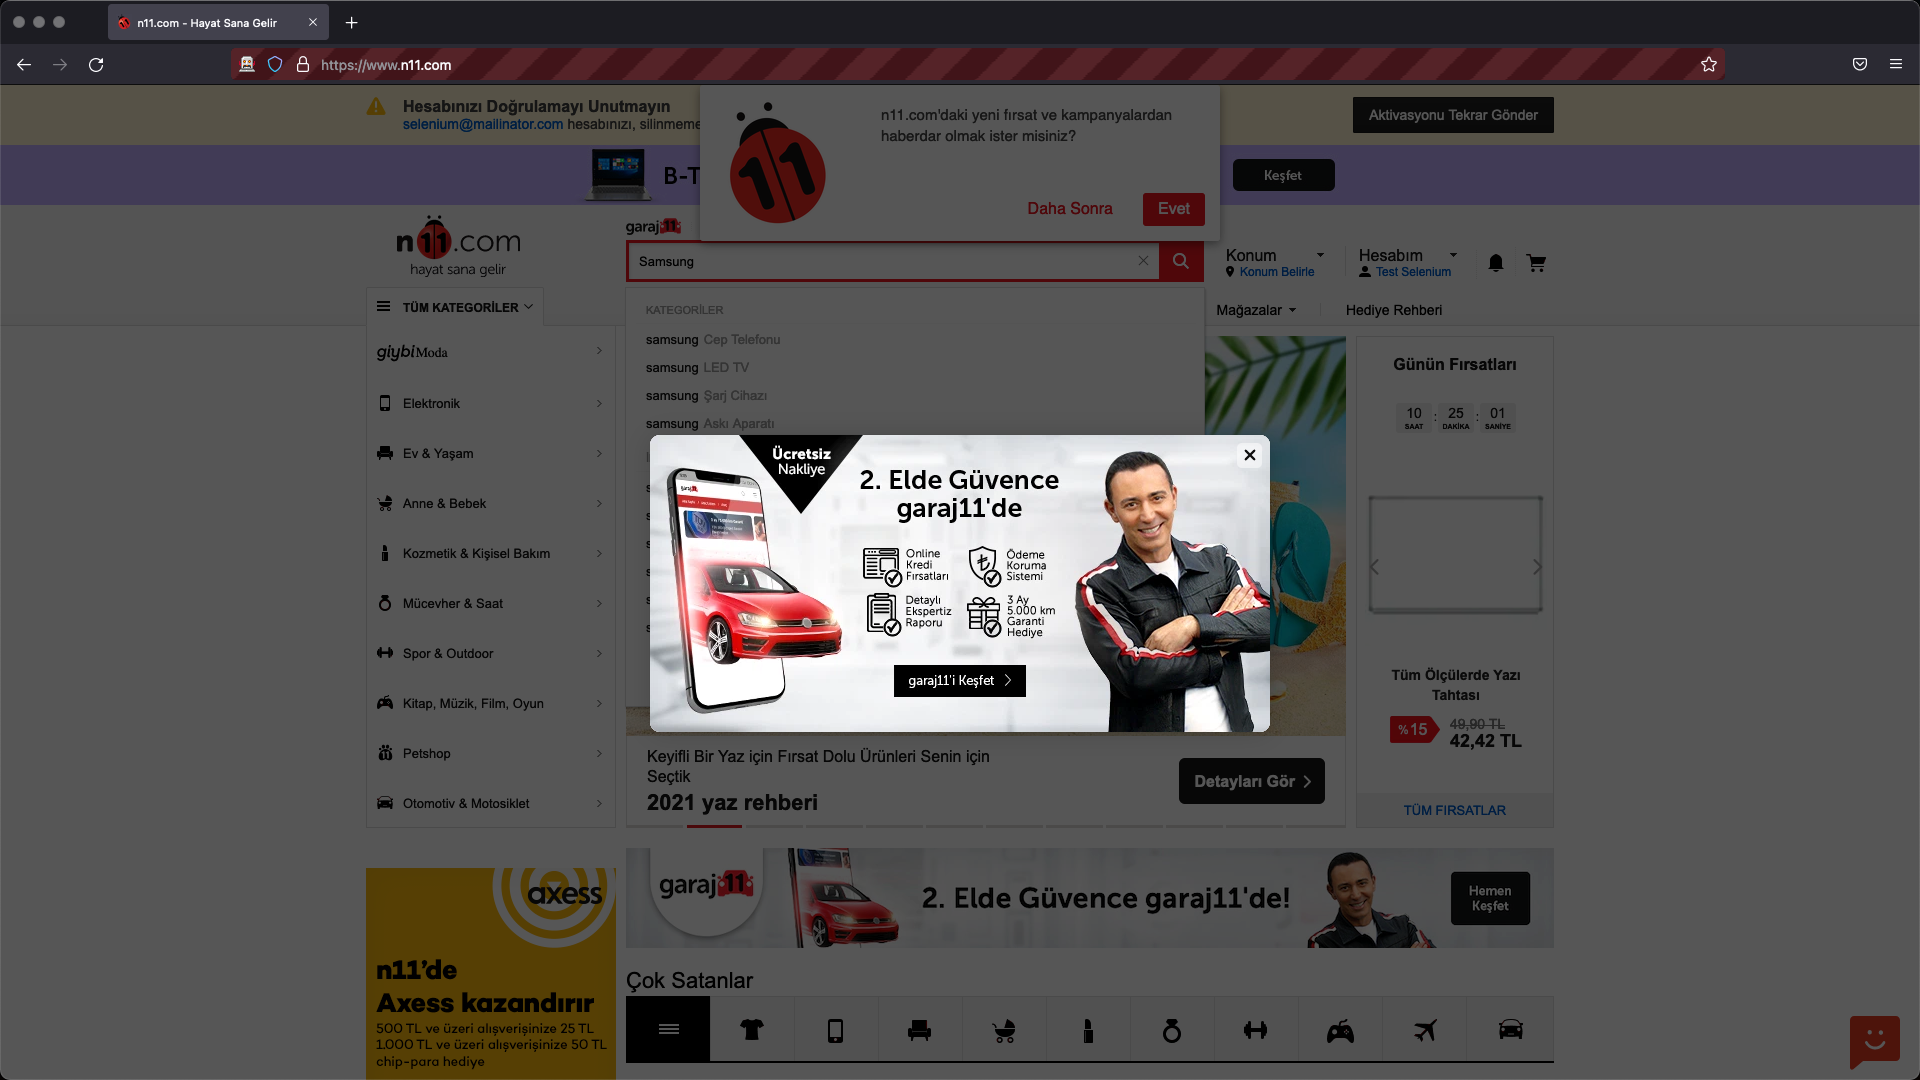 n11.com - Hayat Sana Gelir
https://www.n11.com
Hesabınızı Doğrulamayı Unutmayın
selenium@mailinator.com hesabınızı, silinmeme
Aktivasyonu Tekrar Gönder
n11.com'daki yeni fırsat ve kampanyalardan
haberdar olmak ister misiniz?
Daha Sonra
Evet
11
B-T
Keşfet
n11.com
hayat sana gelir
garaj11
Samsung
Konum
Konum Belirle
Hesabım
Test Selenium
TÜM KATEGORİLER
Mağazalar
Hediye Rehberi
giybiModa
Elektronik
Ev & Yaşam
Anne & Bebek
Kozmetik & Kişisel Bakım
Mücevher & Saat
Spor & Outdoor
Kitap, Müzik, Film, Oyun
Petshop
Otomotiv & Motosiklet
KATEGORİLER
samsung Cep Telefonu
samsung LED TV
samsung Şarj Cihazı
samsung Askı Aparatı
Ücretsiz
Nakliye
2. Elde Güvence
garaj11'de
Online
Kredi
Fırsatları
Ödeme
Koruma
Sistemi
Detaylı
Ekspertiz
Raporu
3 Ay
5.000 km
Garanti
Hediye
garaj11'i Keşfet
Günün Fırsatları
10 : 25 : 01
SAAT DAKİKA SANİYE
Tüm Ölçülerde Yazı
Tahtası
%15
49,90 TL
42,42 TL
TÜM FIRSATLAR
Keyifli Bir Yaz için Fırsat Dolu Ürünleri Senin için
Seçtik
2021 yaz rehberi
Detayları Gör
garaj11
2. Elde Güvence garaj11'de!
Hemen
Keşfet
axess
n11'de
Axess kazandırır
500 TL ve üzeri alışverişinize 25 TL
1.000 TL ve üzeri alışverişinize 50 TL
chip-para hediye
Çok Satanlar